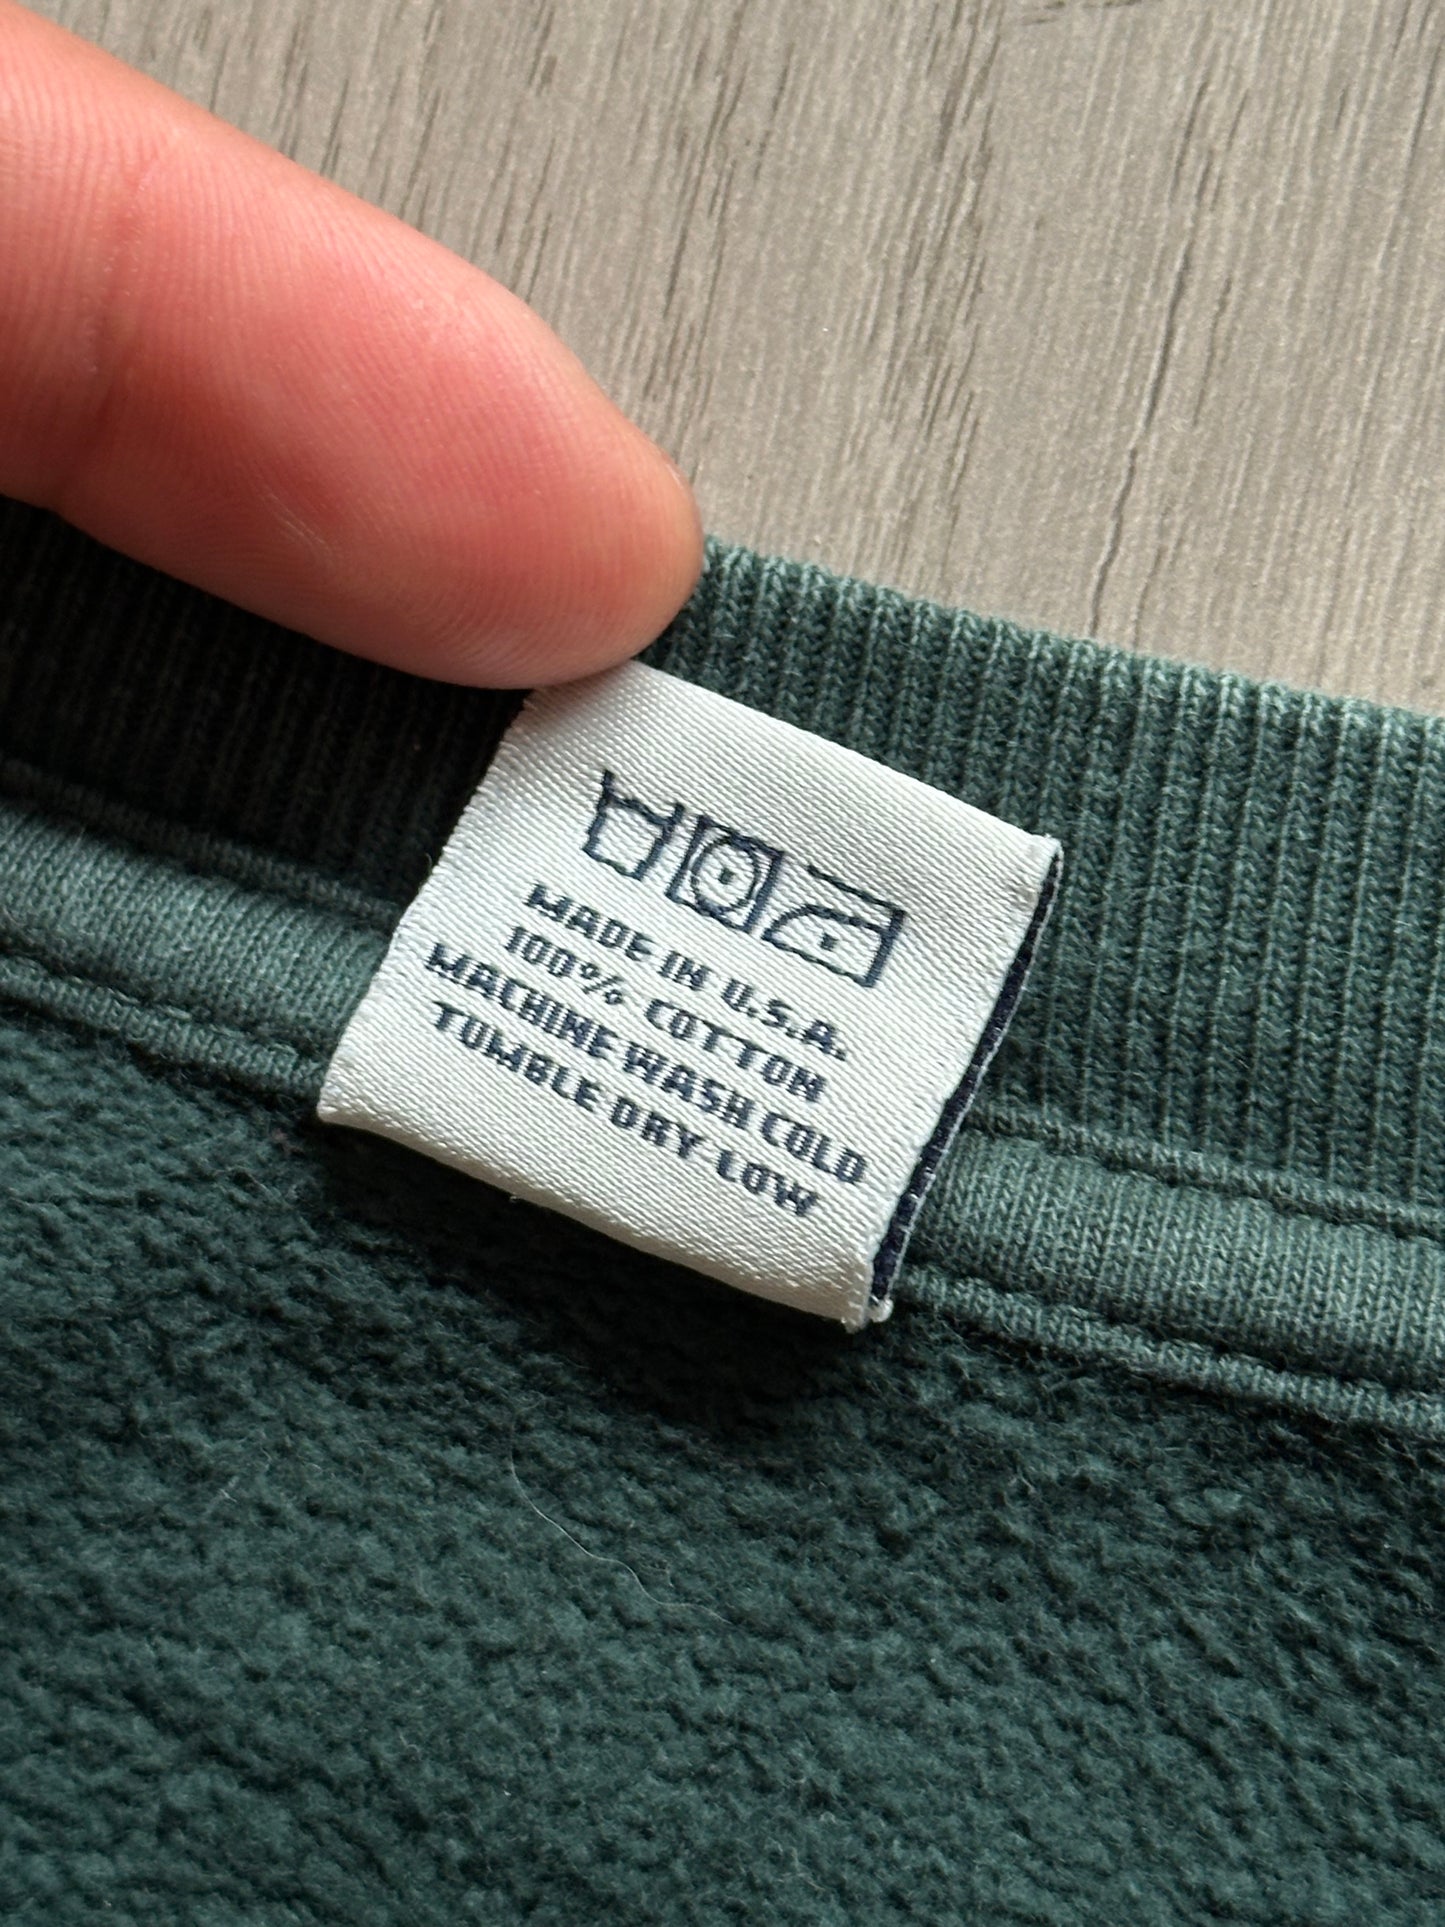 MADE IN U.S.A.
100% COTTON
MACHINE WASH COLD
TUMBLE DRY LOW